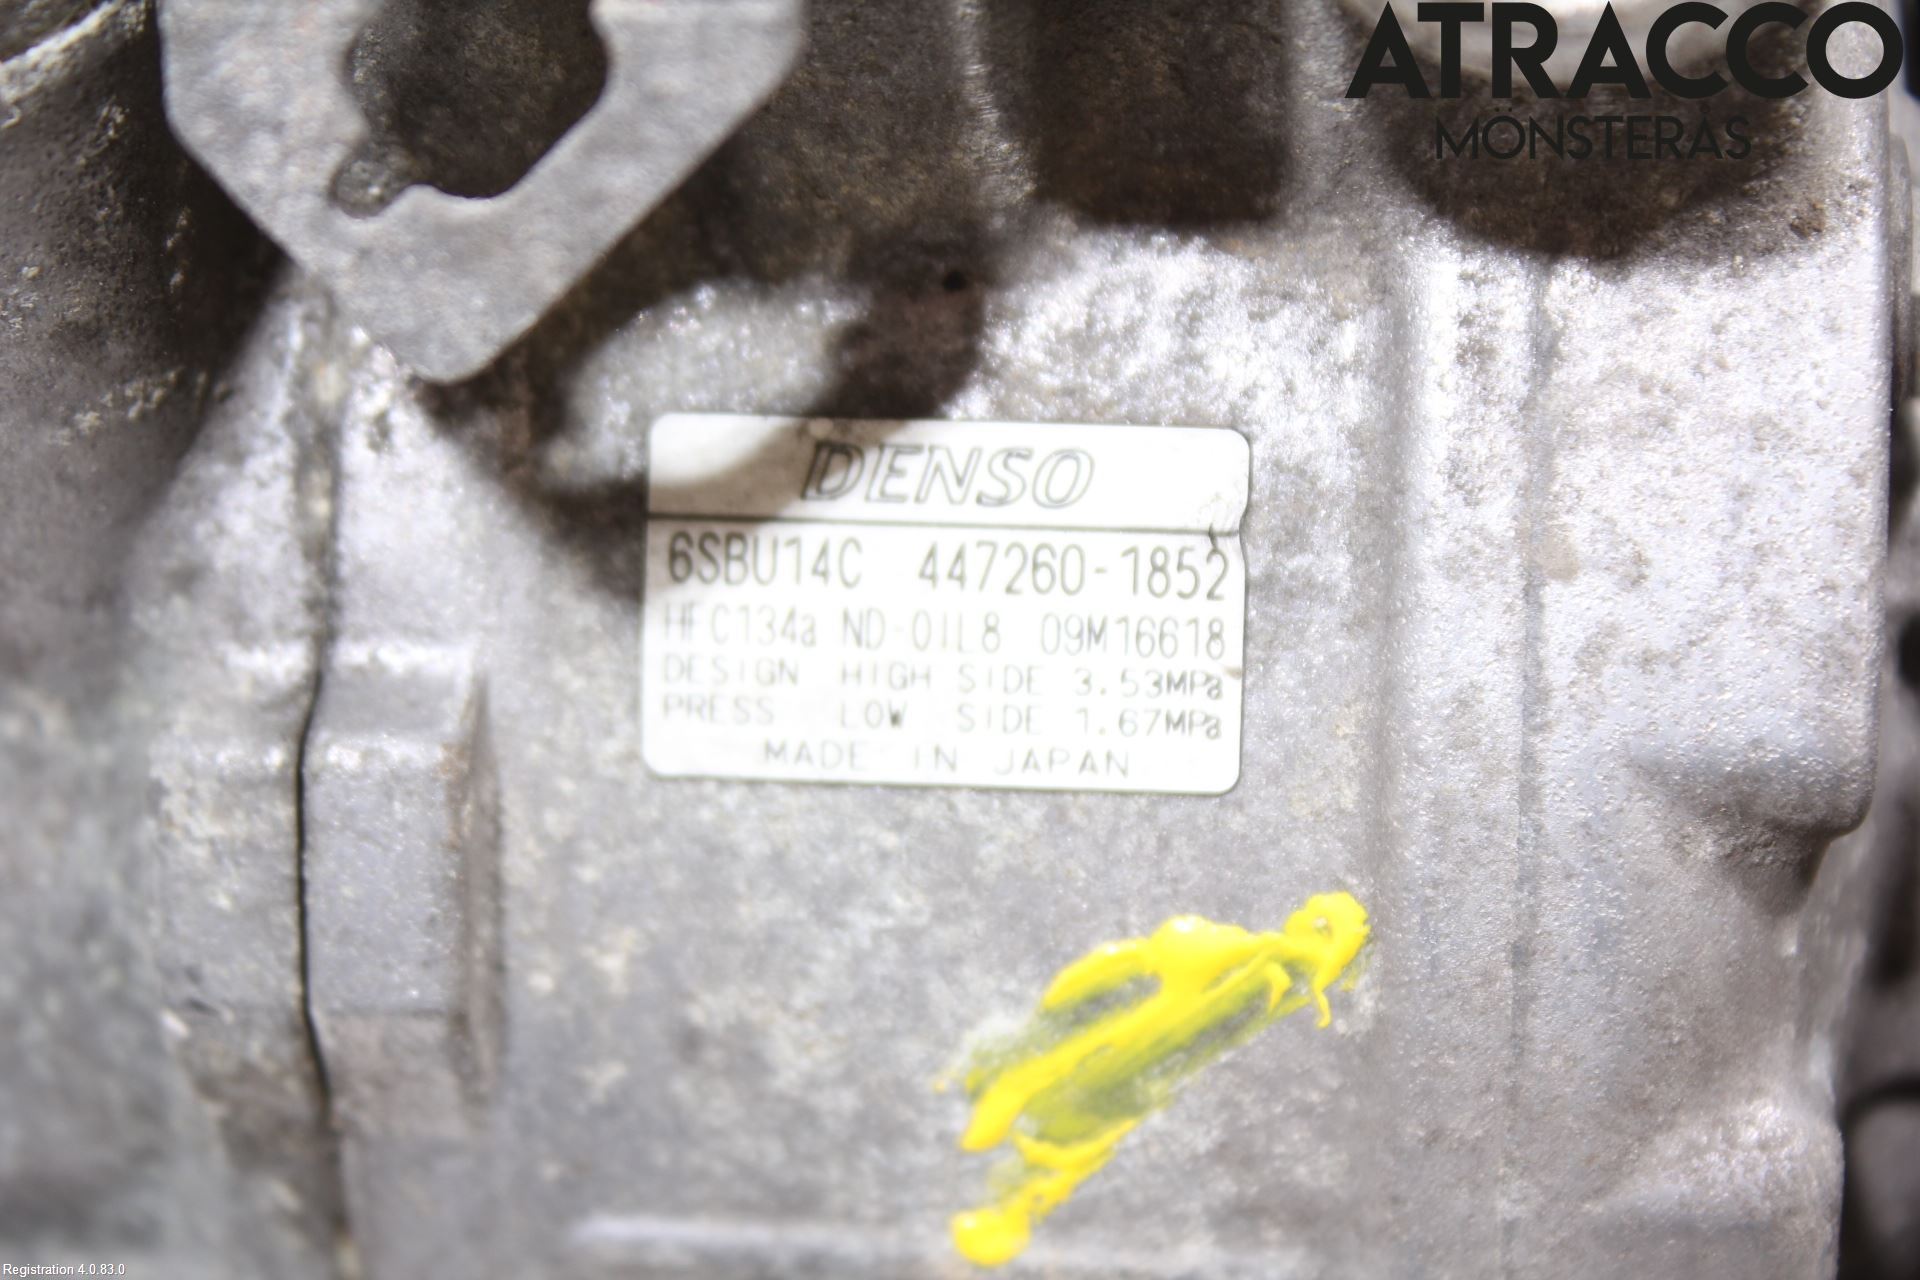 ATRACCO
MÖNSTERÅS
DENSO
6SBU14C 447260-1852
HFC134a ND-OIL8 09M16618
DESIGN HIGH SIDE 3.53MPa
PRESS LOW SIDE 1.67MPa
MADE IN JAPAN
Registration 4.0.83.0